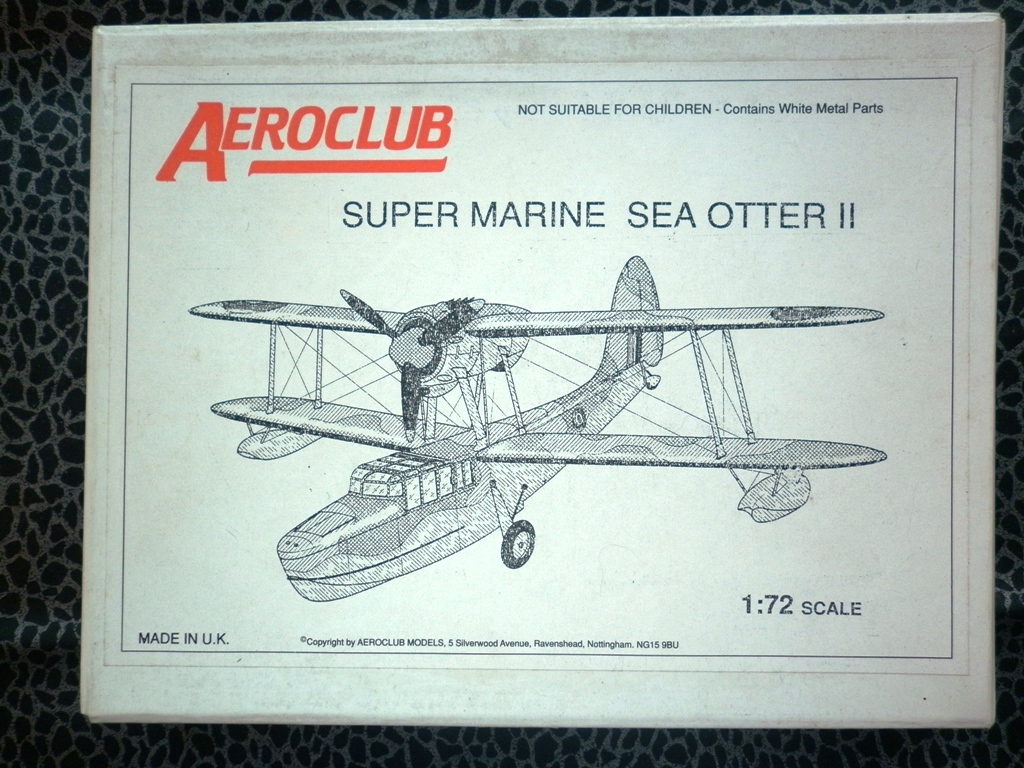 AEROCLUB
NOT SUITABLE FOR CHILDREN - Contains White Metal Parts
SUPER MARINE SEA OTTER II
1:72 SCALE
MADE IN U.K.
©Copyright by AEROCLUB MODELS, 5 Silverwood Avenue, Ravenshead, Nottingham. NG15 9BU